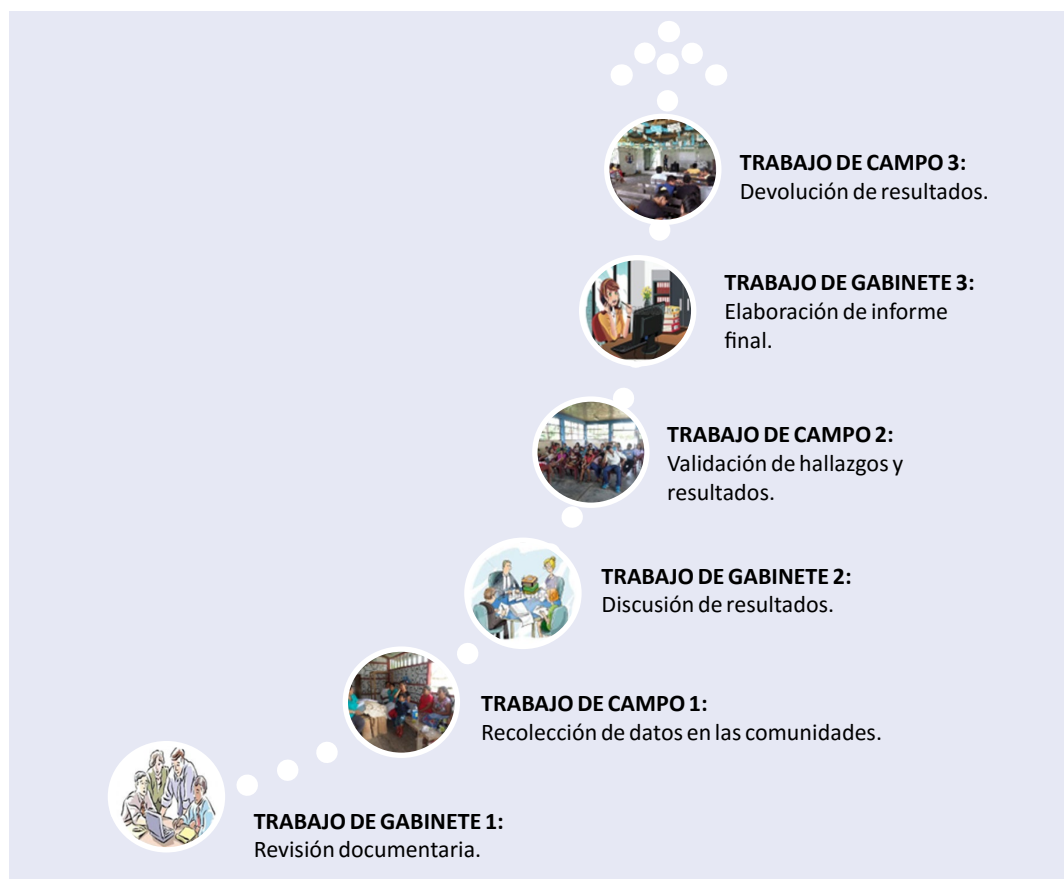 TRABAJO DE CAMPO 3:
Devolución de resultados.
TRABAJO DE GABINETE 3:
Elaboración de informe
final.
TRABAJO DE CAMPO 2:
Validación de hallazgos y
resultados.
TRABAJO DE GABINETE 2:
Discusión de resultados.
TRABAJO DE CAMPO 1:
Recolección de datos en las comunidades.
TRABAJO DE GABINETE 1:
Revisión documentaria.